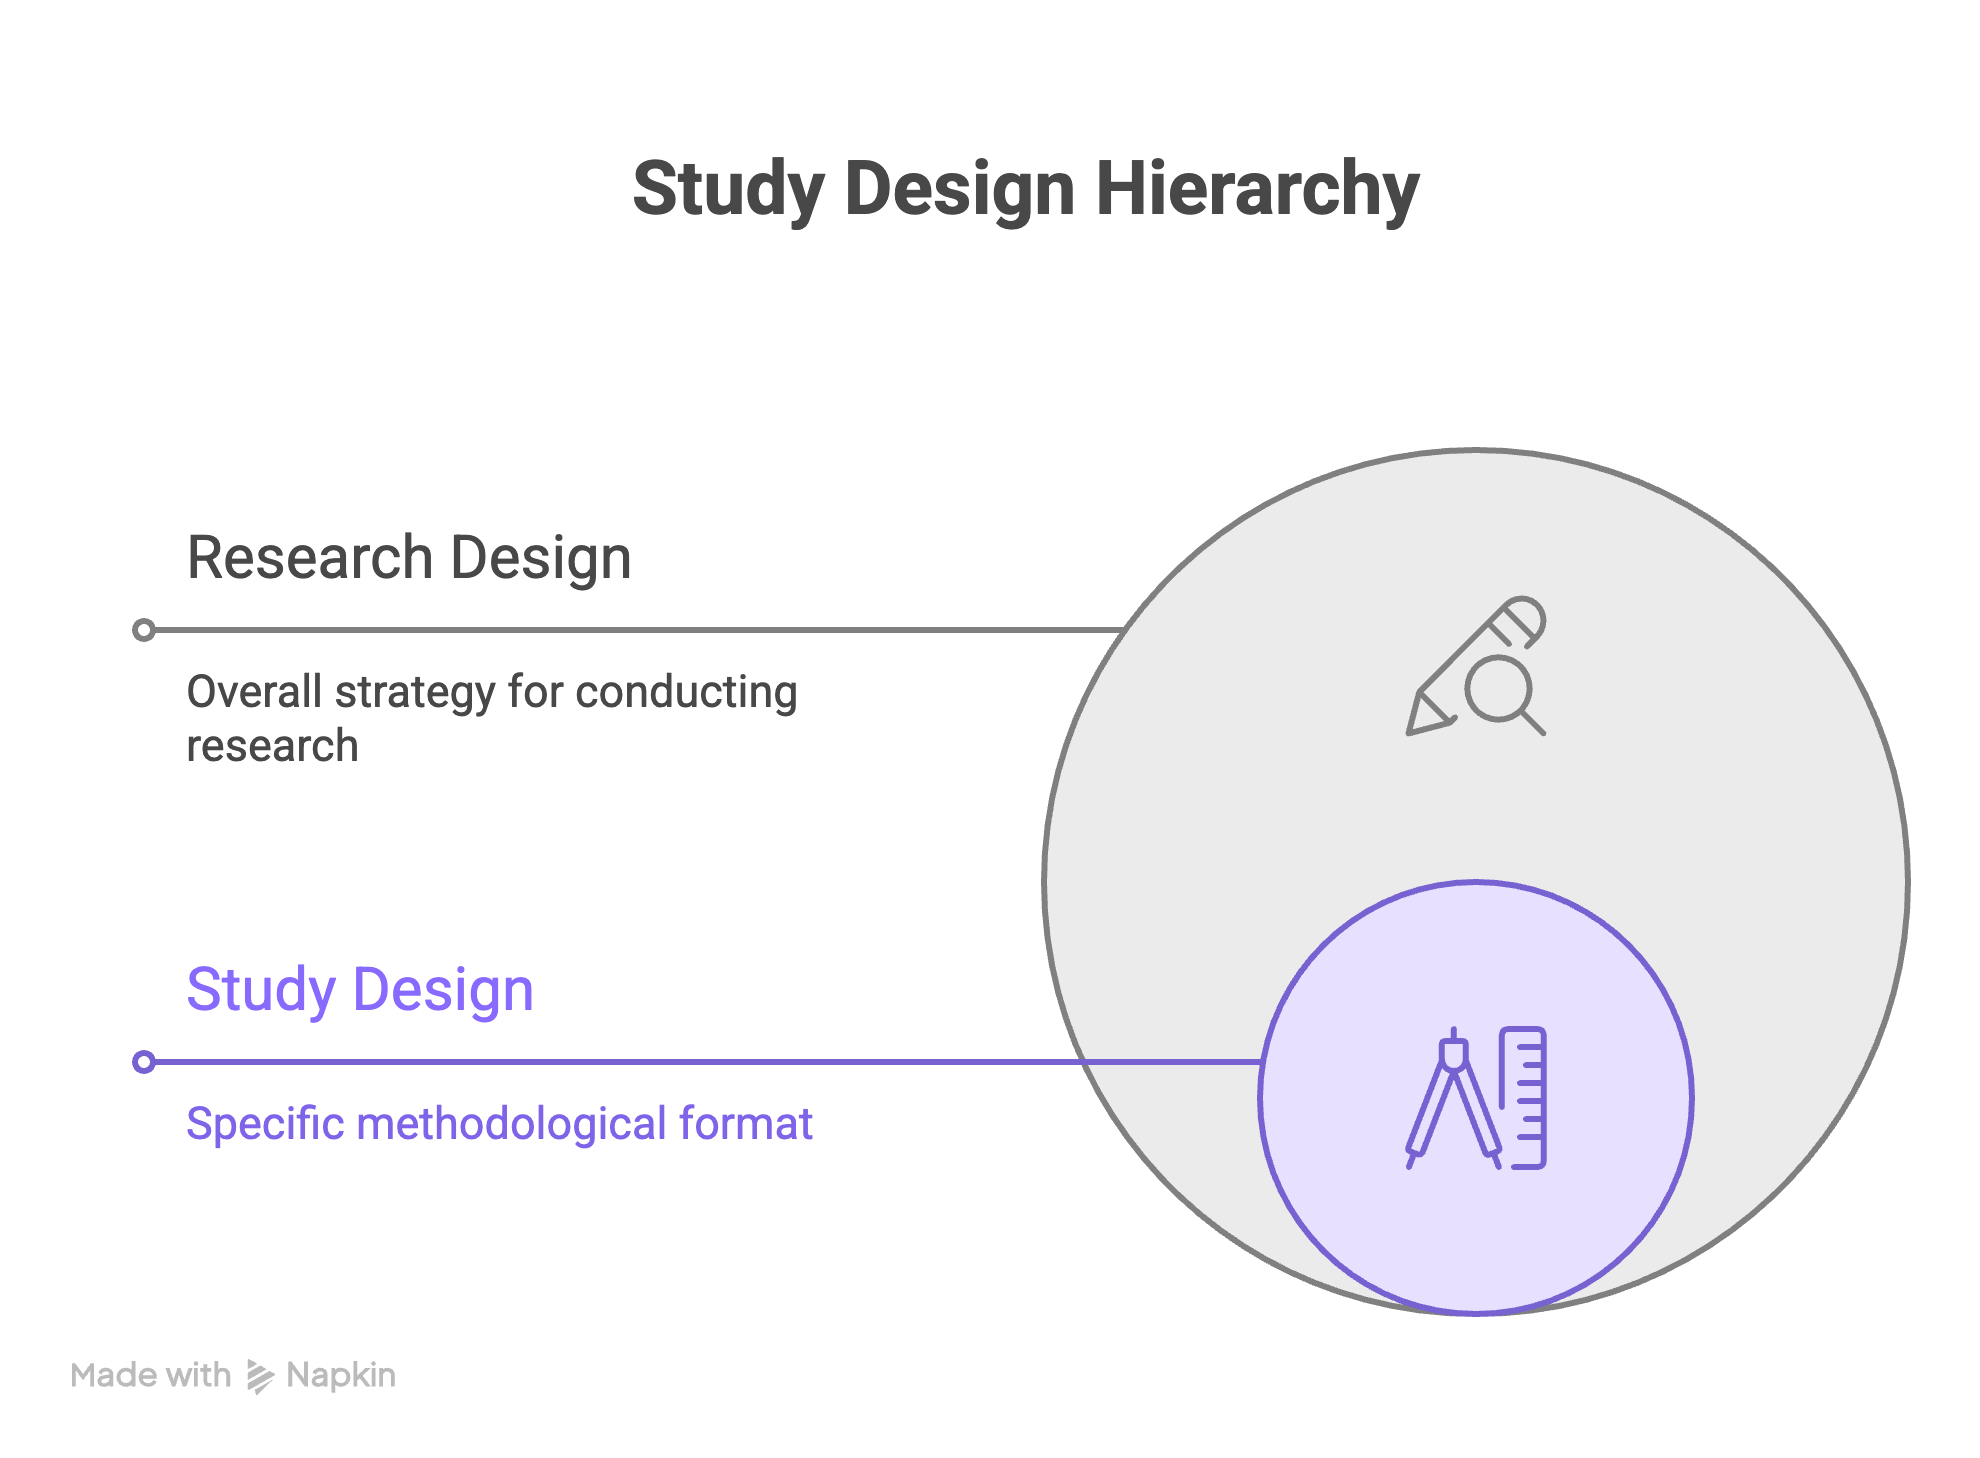 Study Design Hierarchy
Research Design
Overall strategy for conducting
research
Study Design
Specific methodological format
Made with Napkin